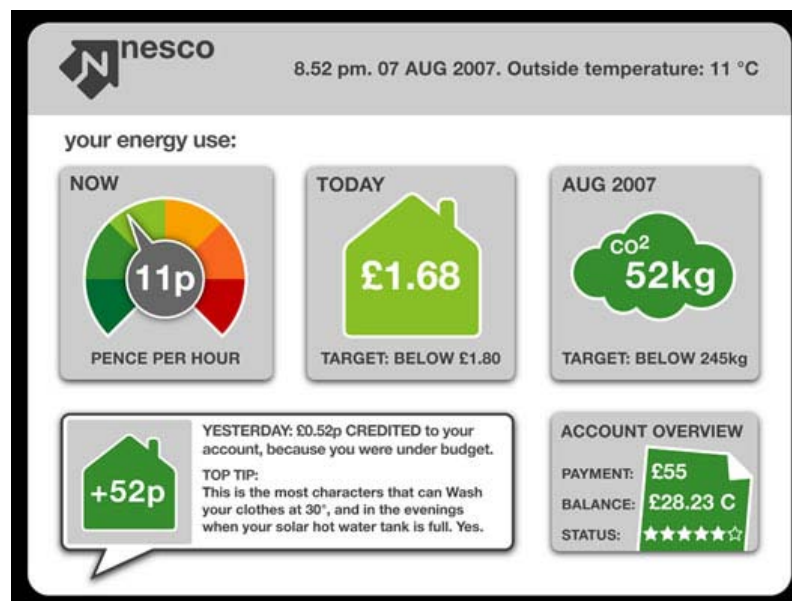 nesco
8.52 pm. 07 AUG 2007. Outside temperature: 11 °C
your energy use:
NOW
11p
PENCE PER HOUR
TODAY
£1.68
TARGET: BELOW £1.80
AUG 2007
CO²
52kg
TARGET: BELOW 245kg
+52p
YESTERDAY: £0.52p CREDITED to your
account, because you were under budget.
TOP TIP:
This is the most characters that can Wash
your clothes at 30°, and in the evenings
when your solar hot water tank is full. Yes.
ACCOUNT OVERVIEW
PAYMENT: £55
BALANCE: £28.23 C
STATUS: ★★★★★☆